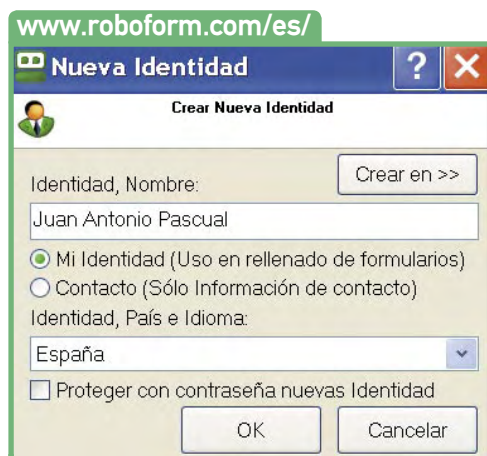 www.roboform.com/es/
Nueva Identidad
Crear Nueva Identidad
Crear en >>
Identidad, Nombre:
Juan Antonio Pascual
Mi Identidad (Uso en rellenado de formularios)
Contacto (Sólo Información de contacto)
Identidad, País e Idioma:
España
Proteger con contraseña nuevas Identidad
OK Cancelar